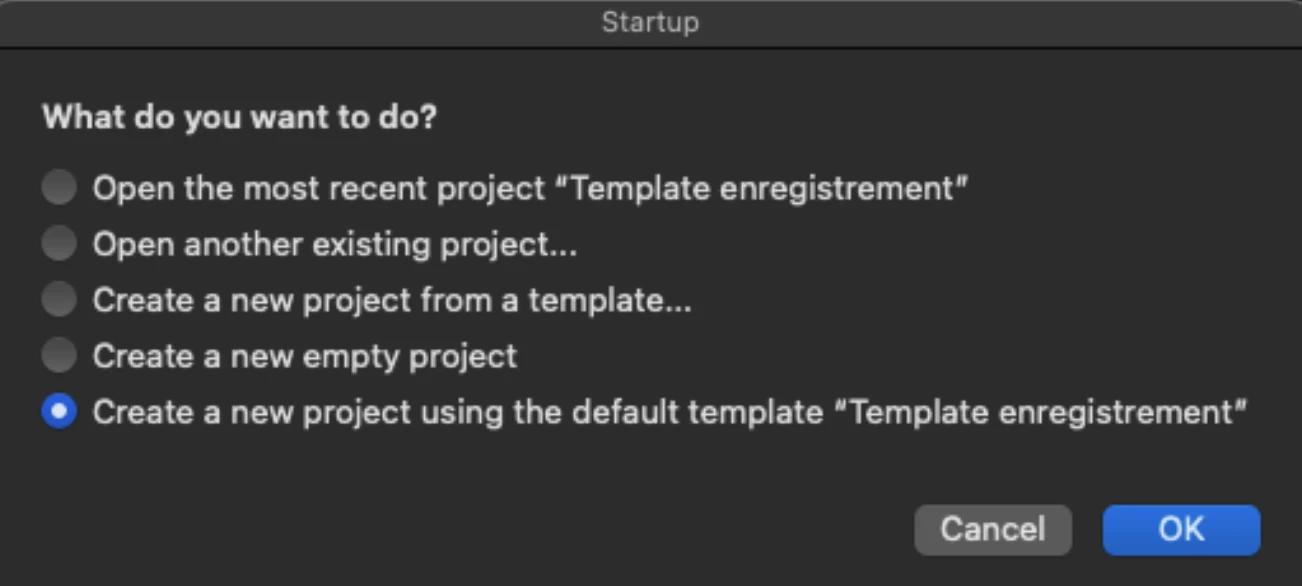 Startup
What do you want to do?
Open the most recent project “Template enregistrement”
Open another existing project...
Create a new project from a template...
Create a new empty project
Create a new project using the default template “Template enregistrement”
Cancel
OK